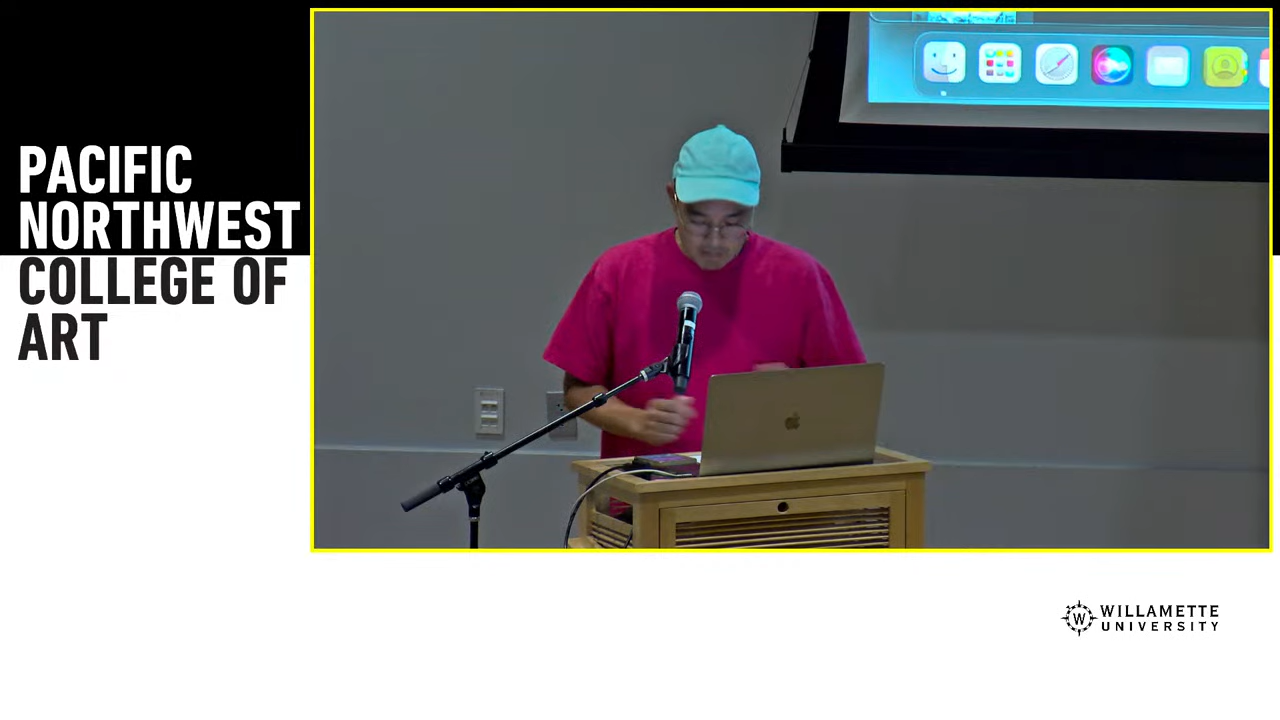 PACIFIC
NORTHWEST
COLLEGE OF
ART
W WILLAMETTE
UNIVERSITY